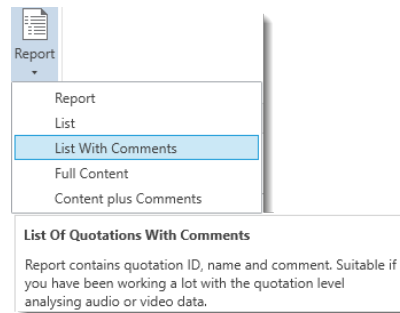 Report
Report
List
List With Comments
Full Content
Content plus Comments
List Of Quotations With Comments
Report contains quotation ID, name and comment. Suitable if
you have been working a lot with the quotation level
analysing audio or video data.